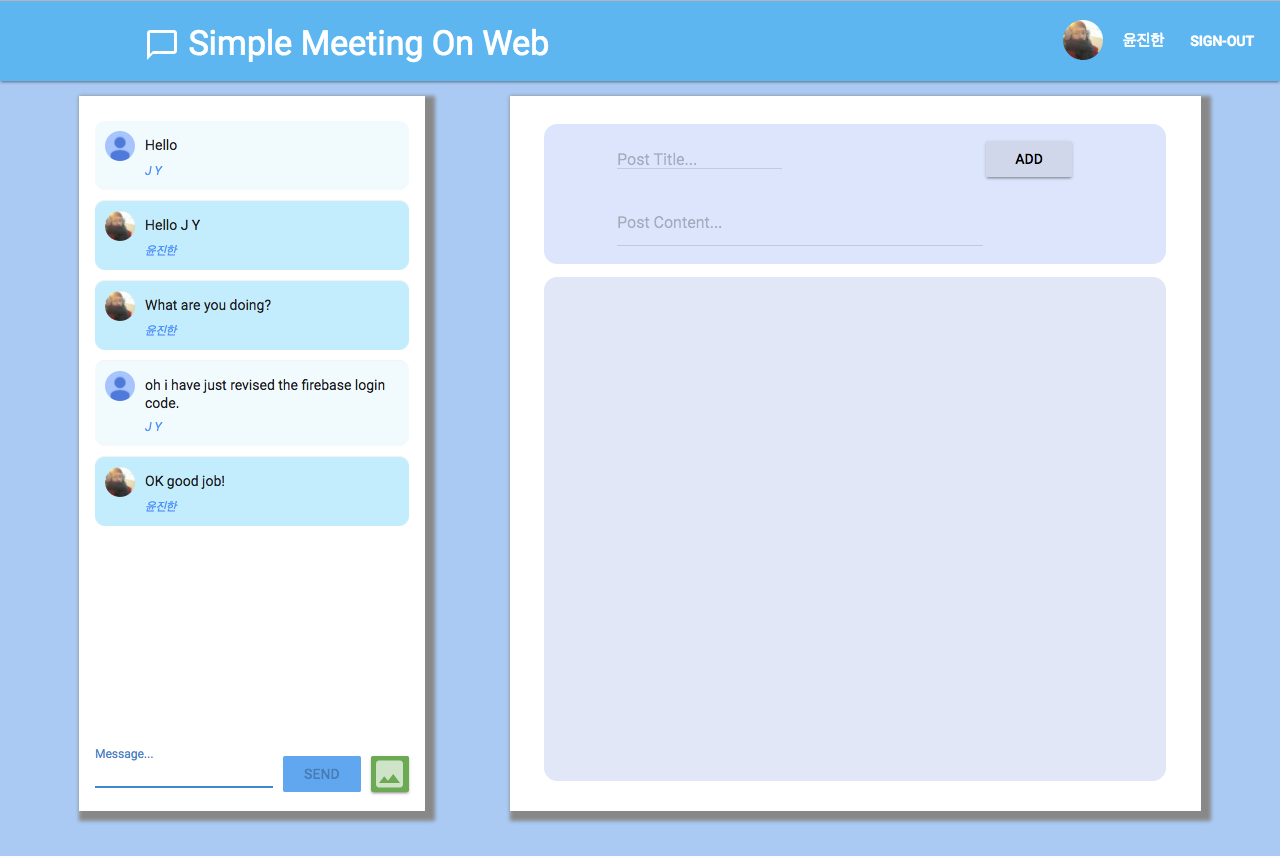 Simple Meeting On Web
윤진한
SIGN-OUT
Hello
J Y
Hello J Y
윤진한
What are you doing?
윤진한
oh i have just revised the firebase login
code.
J Y
OK good job!
윤진한
Message...
SEND
Post Title...
ADD
Post Content...